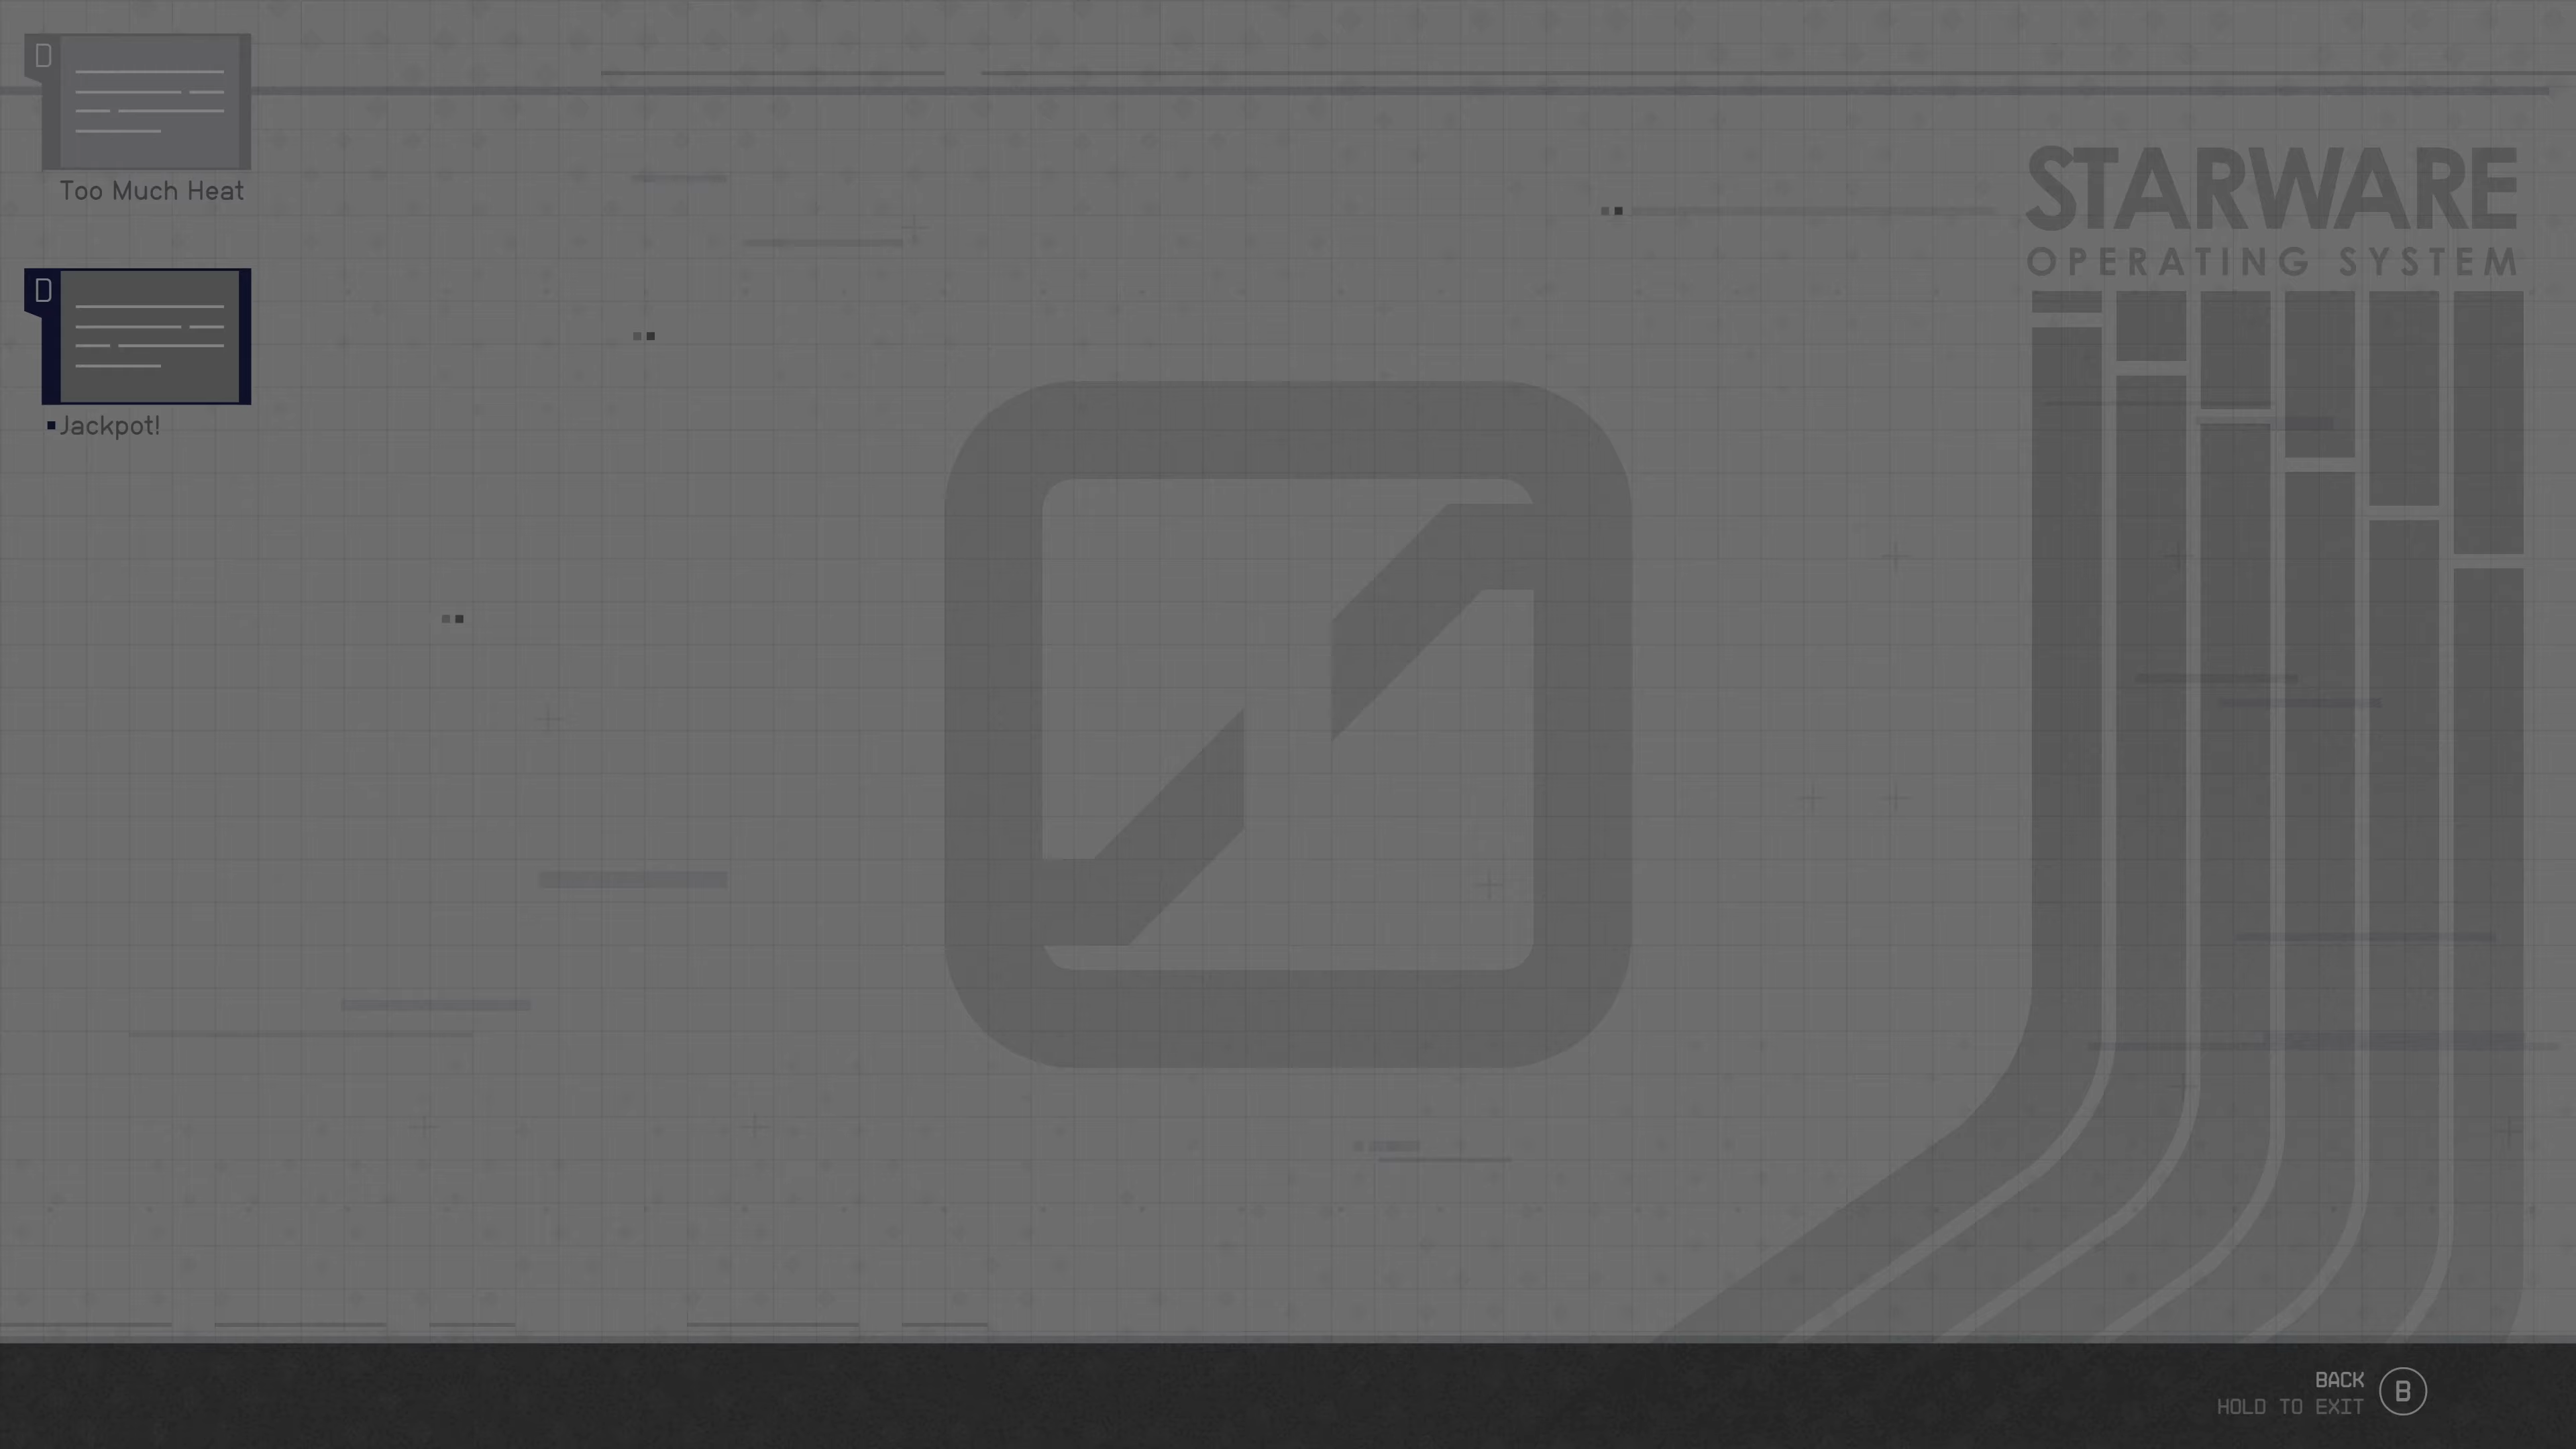 D
Too Much Heat
D
Jackpot!
STARWARE
OPERATING SYSTEM
BACK
HOLD TO EXIT
B